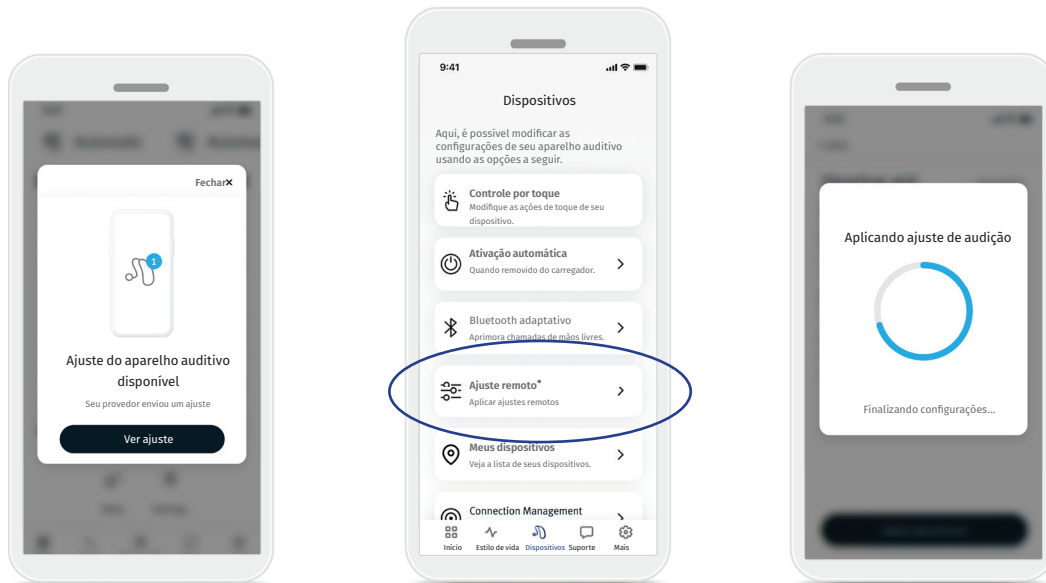 Fechar×
1
Ajuste do aparelho auditivo
disponível
Seu provedor enviou um ajuste
Ver ajuste
9:41
Dispositivos
Aqui, é possível modificar as
configurações de seu aparelho auditivo
usando as opções a seguir.
Controle por toque
Modifique as ações de toque de seu
dispositivo.
Ativação automática
Quando removido do carregador.
Bluetooth adaptativo
Aprimora chamadas de mãos livres.
Ajuste remoto*
Aplicar ajustes remotos
Meus dispositivos
Veja a lista de seus dispositivos.
Connection Management
Início Estilo de vida Dispositivos Suporte Mais
Aplicando ajuste de audição
Finalizando configurações...